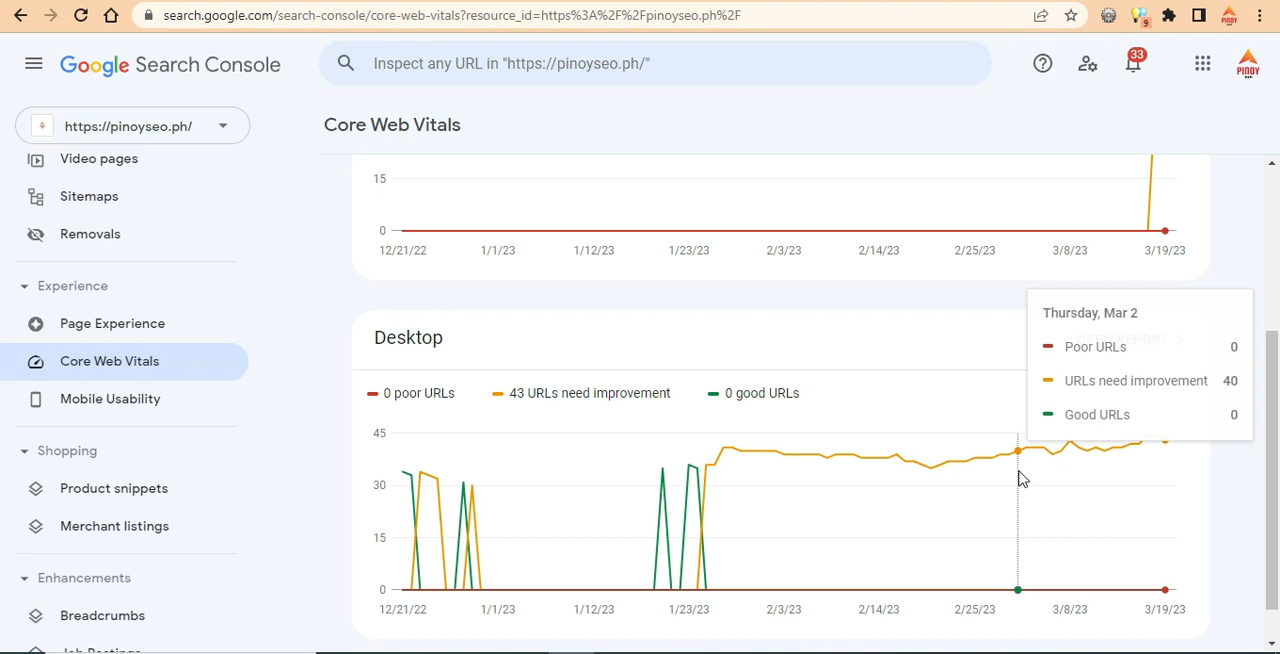 search.google.com/search-console/core-web-vitals?resource_id=https%3A%2F%2Fpinoyseo.ph%2F
9
PINOY
Google Search Console
Inspect any URL in "https://pinoyseo.ph/"
33
PINOY
https://pinoyseo.ph/
Core Web Vitals
Video pages
Sitemaps
Removals
Experience
Page Experience
Core Web Vitals
Mobile Usability
Shopping
Product snippets
Merchant listings
Enhancements
Breadcrumbs
Job Postings
15
0
12/21/22 1/1/23 1/12/23 1/23/23 2/3/23 2/14/23 2/25/23 3/8/23 3/19/23
Desktop
OPEN REPORT
0 poor URLs 43 URLs need improvement 0 good URLs
Thursday, Mar 2
Poor URLs 0
URLs need improvement 40
Good URLs 0
45
30
15
0
12/21/22 1/1/23 1/12/23 1/23/23 2/3/23 2/14/23 2/25/23 3/8/23 3/19/23